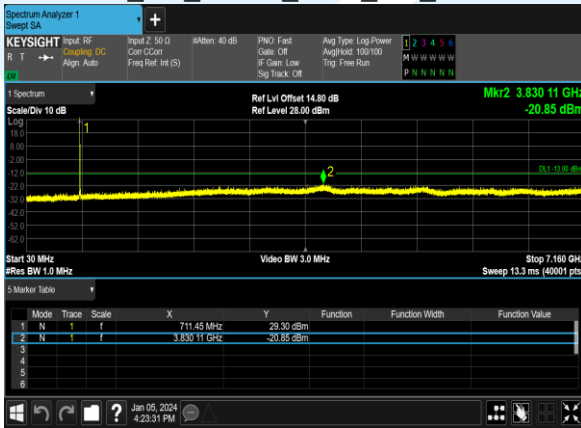 Spectrum Analyzer 1
Swept SA
+
KEYSIGHT Input: RF Input Z: 50 Ω #Atten: 40 dB PNO: Fast Avg Type: Log-Power 1 2 3 4 5 6
R T Coupling: DC Corr CCorr Gate: Off Avg|Hold: 100/100 M W W W W W
Align: Auto Freq Ref: Int (S) IF Gain: Low Trig: Free Run
Sig Track: Off P N N N N N
1 Spectrum Ref Lvl Offset 14.80 dB Mkr2 3.830 11 GHz
Scale/Div 10 dB Ref Level 28.00 dBm -20.85 dBm
Log
1
18.0
8.00
-2.00
2
-12.0
DL1 -13.00 dBm
-22.0
-32.0
-42.0
-52.0
-62.0
Start 30 MHz Video BW 3.0 MHz Stop 7.160 GHz
#Res BW 1.0 MHz Sweep 13.3 ms (40001 pts)
5 Marker Table
Mode Trace Scale X Y Function Function Width Function Value
1 N 1 f 711.45 MHz 29.30 dBm
2 N 1 f 3.830 11 GHz -20.85 dBm
3
4
5
6
? Jan 05, 2024
4:23:31 PM